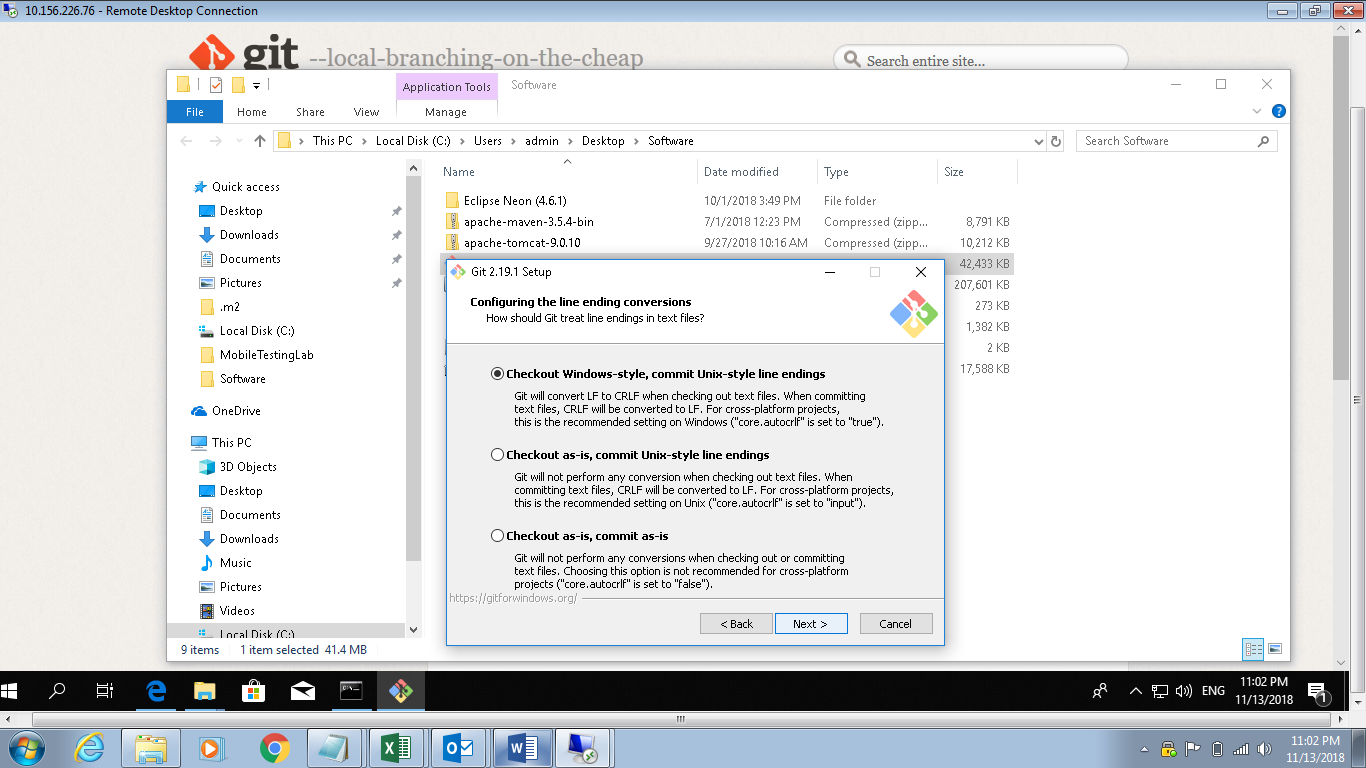 10.156.226.76 - Remote Desktop Connection
git --local-branching-on-the-cheap
Search entire site...
Application Tools
Software
File
Home
Share
View
Manage
This PC
Local Disk (C:)
Users
admin
Desktop
Software
Search Software
Name
Date modified
Type
Size
Quick access
Desktop
Downloads
Documents
Pictures
.m2
Local Disk (C:)
MobileTestingLab
Software
OneDrive
This PC
3D Objects
Desktop
Documents
Downloads
Music
Pictures
Videos
Local Disk (C:)
Eclipse Neon (4.6.1) 10/1/2018 3:49 PM File folder
apache-maven-3.5.4-bin 7/1/2018 12:23 PM Compressed (zipp... 8,791 KB
apache-tomcat-9.0.10 9/27/2018 10:16 AM Compressed (zipp... 10,212 KB
42,433 KB
207,601 KB
273 KB
1,382 KB
2 KB
17,588 KB
Git 2.19.1 Setup
Configuring the line ending conversions
How should Git treat line endings in text files?
Checkout Windows-style, commit Unix-style line endings
Git will convert LF to CRLF when checking out text files. When committing
text files, CRLF will be converted to LF. For cross-platform projects,
this is the recommended setting on Windows ("core.autocrlf" is set to "true").
Checkout as-is, commit Unix-style line endings
Git will not perform any conversion when checking out text files. When
committing text files, CRLF will be converted to LF. For cross-platform projects,
this is the recommended setting on Unix ("core.autocrlf" is set to "input").
Checkout as-is, commit as-is
Git will not perform any conversions when checking out or committing
text files. Choosing this option is not recommended for cross-platform
projects ("core.autocrlf" is set to "false").
https://gitforwindows.org/
< Back
Next >
Cancel
9 items
1 item selected 41.4 MB
ENG
11:02 PM
11/13/2018
1
11:02 PM
11/13/2018